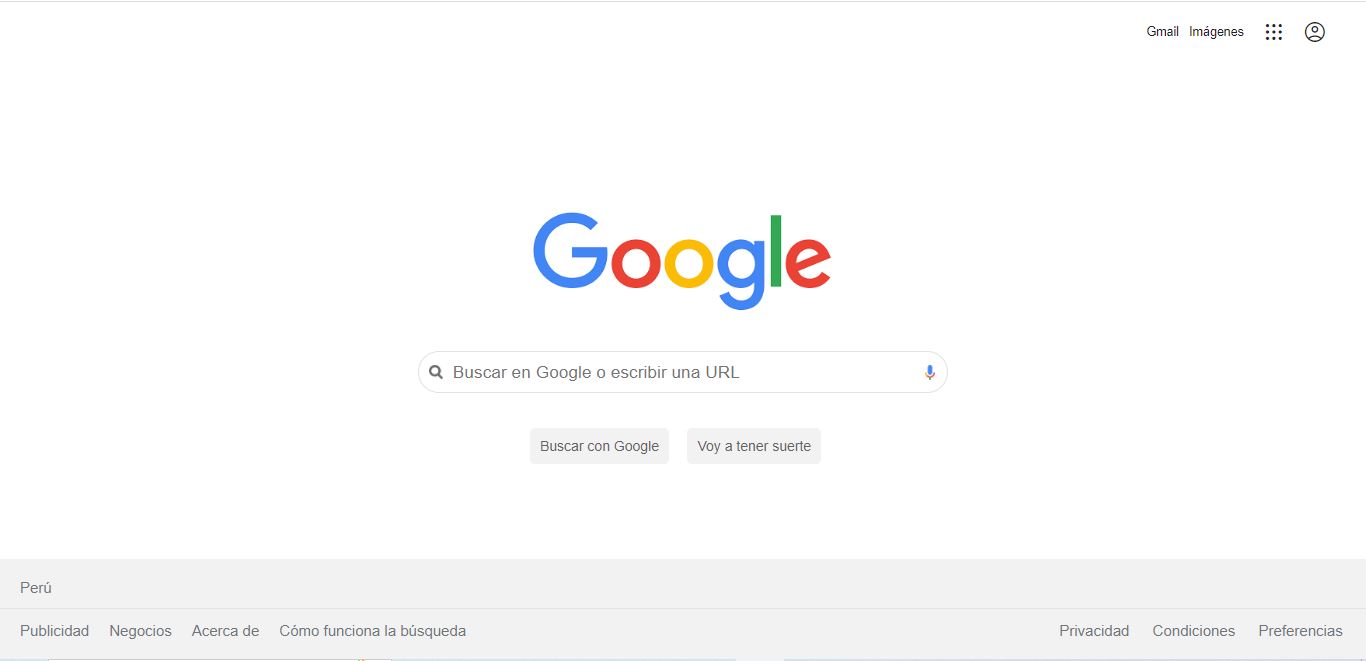 Gmail Imágenes
Google
Buscar en Google o escribir una URL
Buscar con Google Voy a tener suerte
Perú
Publicidad Negocios Acerca de Cómo funciona la búsqueda Privacidad Condiciones Preferencias